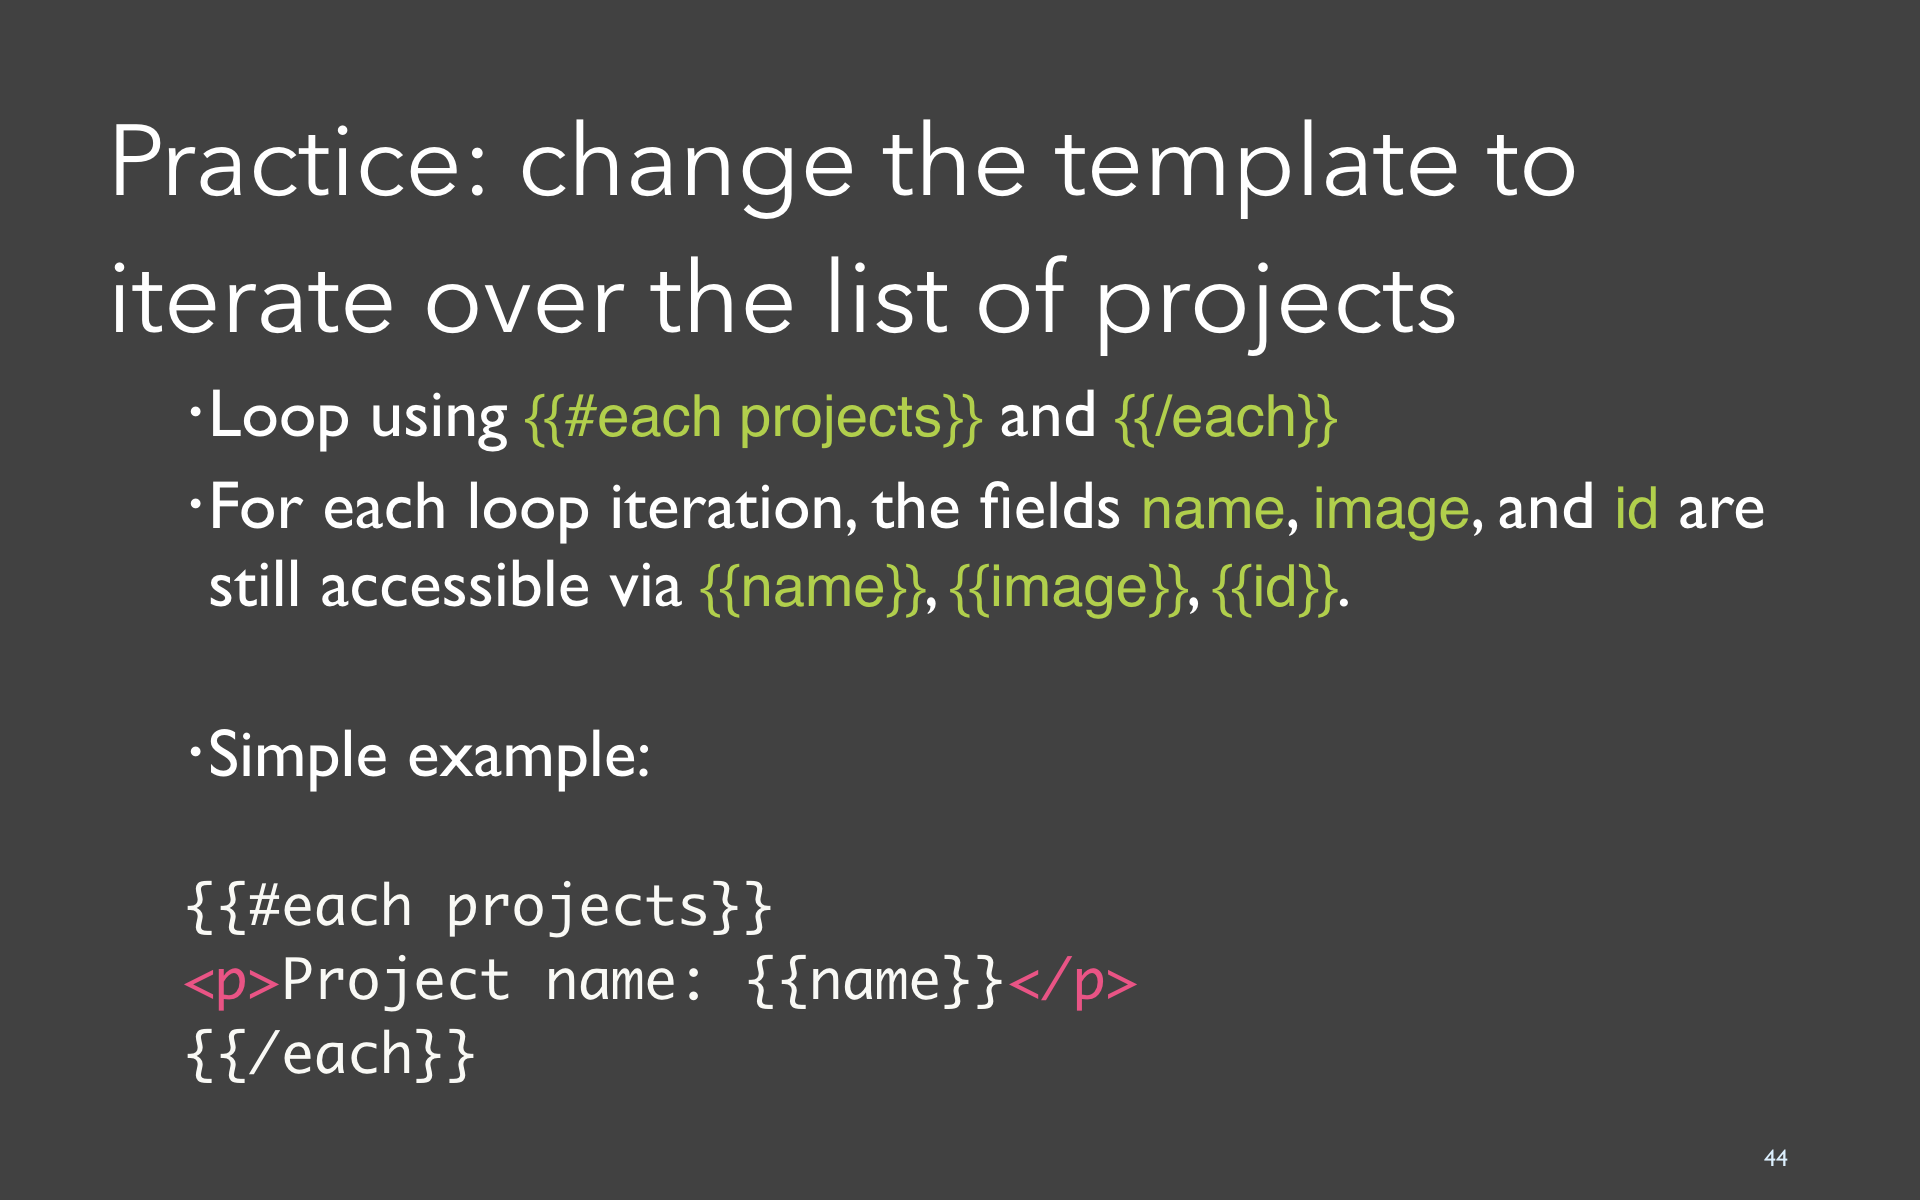 Practice: change the template to
iterate over the list of projects
·Loop using {{#each projects}} and {{/each}}
·For each loop iteration, the fields name, image, and id are
still accessible via {{name}}, {{image}}, {{id}}.
·Simple example:
{{#each projects}}
<p>Project name: {{name}}</p>
{{/each}}
44